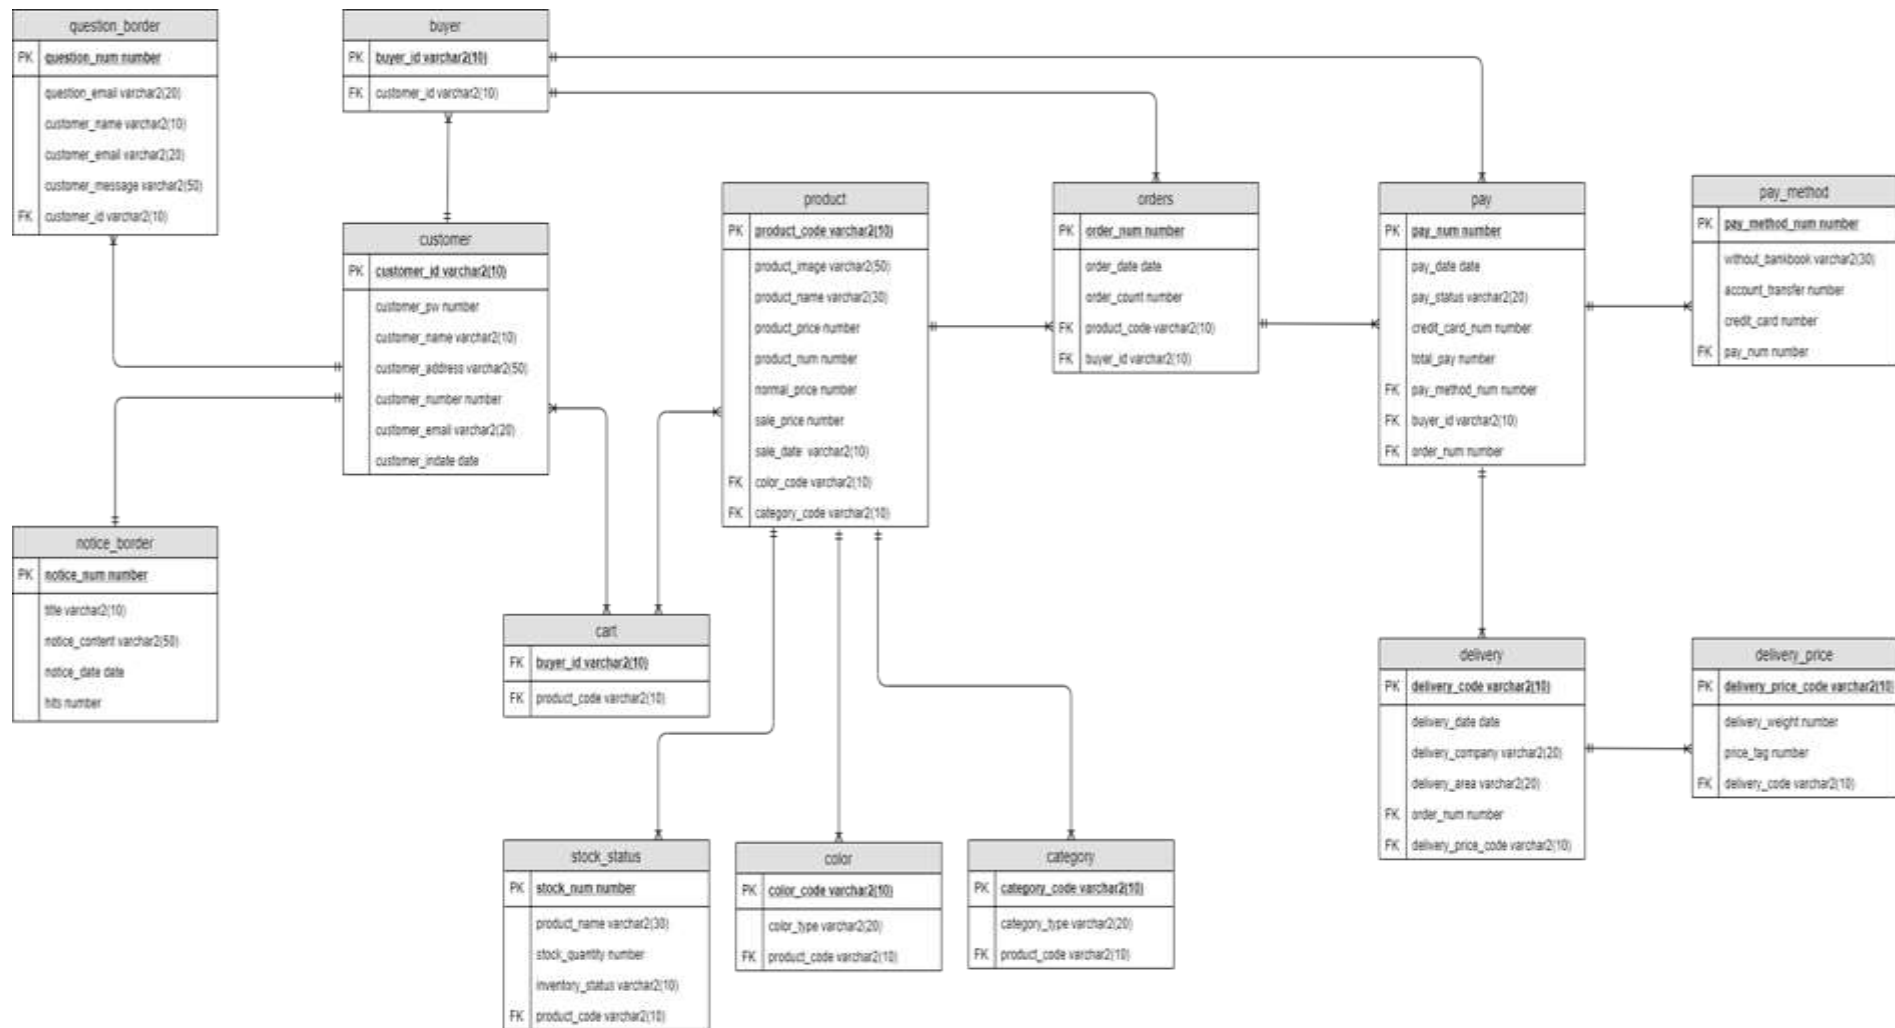 question_border
PK question_num number
question_email varchar2(20)
customer_name varchar2(10)
customer_email varchar2(20)
customer_message varchar2(50)
FK customer_id varchar2(10)
buyer
PK buyer_id varchar2(10)
FK customer_id varchar2(10)
customer
PK customer_id varchar2(10)
customer_pw number
customer_name varchar2(10)
customer_address varchar2(50)
customer_number number
customer_email varchar2(20)
customer_indate date
product
PK product_code varchar2(10)
product_image varchar2(50)
product_name varchar2(30)
product_price number
product_num number
normal_price number
sale_price number
sale_date varchar2(10)
FK color_code varchar2(10)
FK category_code varchar2(10)
orders
PK order_num number
order_date date
order_count number
FK product_code varchar2(10)
FK buyer_id varchar2(10)
pay
PK pay_num number
pay_date date
pay_status varchar2(20)
credit_card_num number
total_pay number
FK pay_method_num number
FK buyer_id varchar2(10)
FK order_num number
pay_method
PK pay_method_num number
without_bankbook varchar2(30)
account_transfer number
credit_card number
FK pay_num number
notice_border
PK notice_num number
title varchar2(10)
notice_content varchar2(50)
notice_date date
hits number
cart
FK buyer_id varchar2(10)
FK product_code varchar2(10)
delivery
PK delivery_code varchar2(10)
delivery_date date
delivery_company varchar2(20)
delivery_area varchar2(20)
FK order_num number
FK delivery_price_code varchar2(10)
delivery_price
PK delivery_price_code varchar2(10)
delivery_weight number
price_tag number
FK delivery_code varchar2(10)
stock_status
PK stock_num number
product_name varchar2(30)
stock_quantity number
inventory_status varchar2(10)
FK product_code varchar2(10)
color
PK color_code varchar2(10)
color_type varchar2(20)
FK product_code varchar2(10)
category
PK category_code varchar2(10)
category_type varchar2(20)
FK product_code varchar2(10)